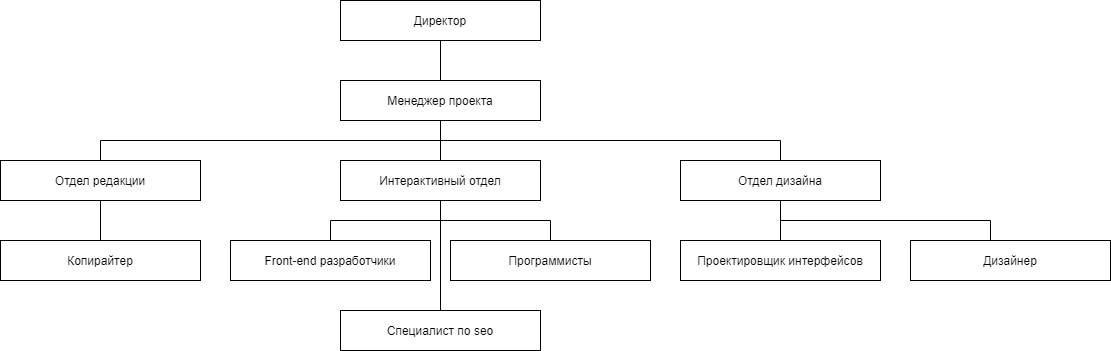 Директор
Менеджер проекта
Отдел редакции
Интерактивный отдел
Отдел дизайна
Копирайтер
Front-end разработчики
Программисты
Проектировщик интерфейсов
Дизайнер
Специалист по seo